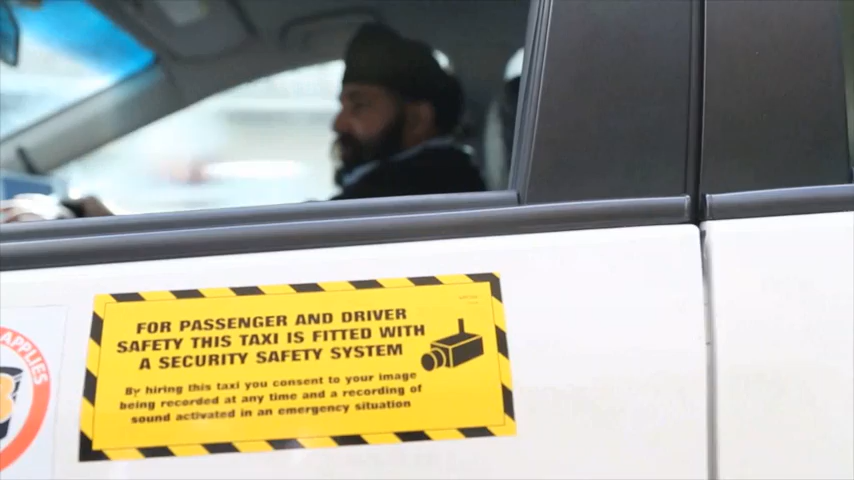 APPLIES
FOR PASSENGER AND DRIVER
SAFETY THIS TAXI IS FITTED WITH
A SECURITY SAFETY SYSTEM
By hiring this taxi you consent to your image
being recorded at any time and a recording of
sound activated in an emergency situation